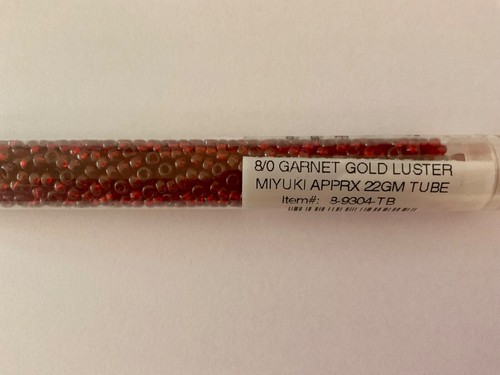 8/0 GARNET GOLD LUSTER
MIYUKI APPRX 22GM TUBE
Item#: 8-9304-TB